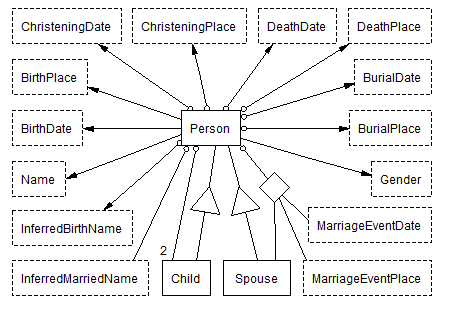 ChristeningDate
ChristeningPlace
DeathDate
DeathPlace
BirthPlace
BurialDate
BirthDate
Person
BurialPlace
Name
Gender
InferredBirthName
MarriageEventDate
2
InferredMarriedName
Child
Spouse
MarriageEventPlace